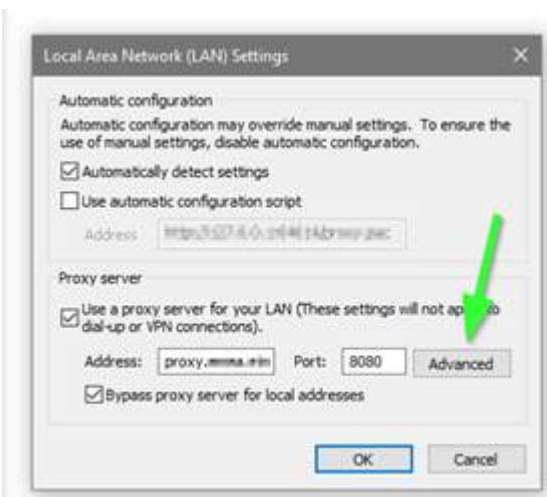 Local Area Network (LAN) Settings
Automatic configuration
Automatic configuration may override manual settings. To ensure the
use of manual settings, disable automatic configuration.
Automatically detect settings
Use automatic configuration script
Address
Proxy server
Use a proxy server for your LAN (These settings will not to
dial-up or VPN connections).
Address: proxy. Port: 8080 Advanced
Bypass proxy server for local addresses
OK Cancel